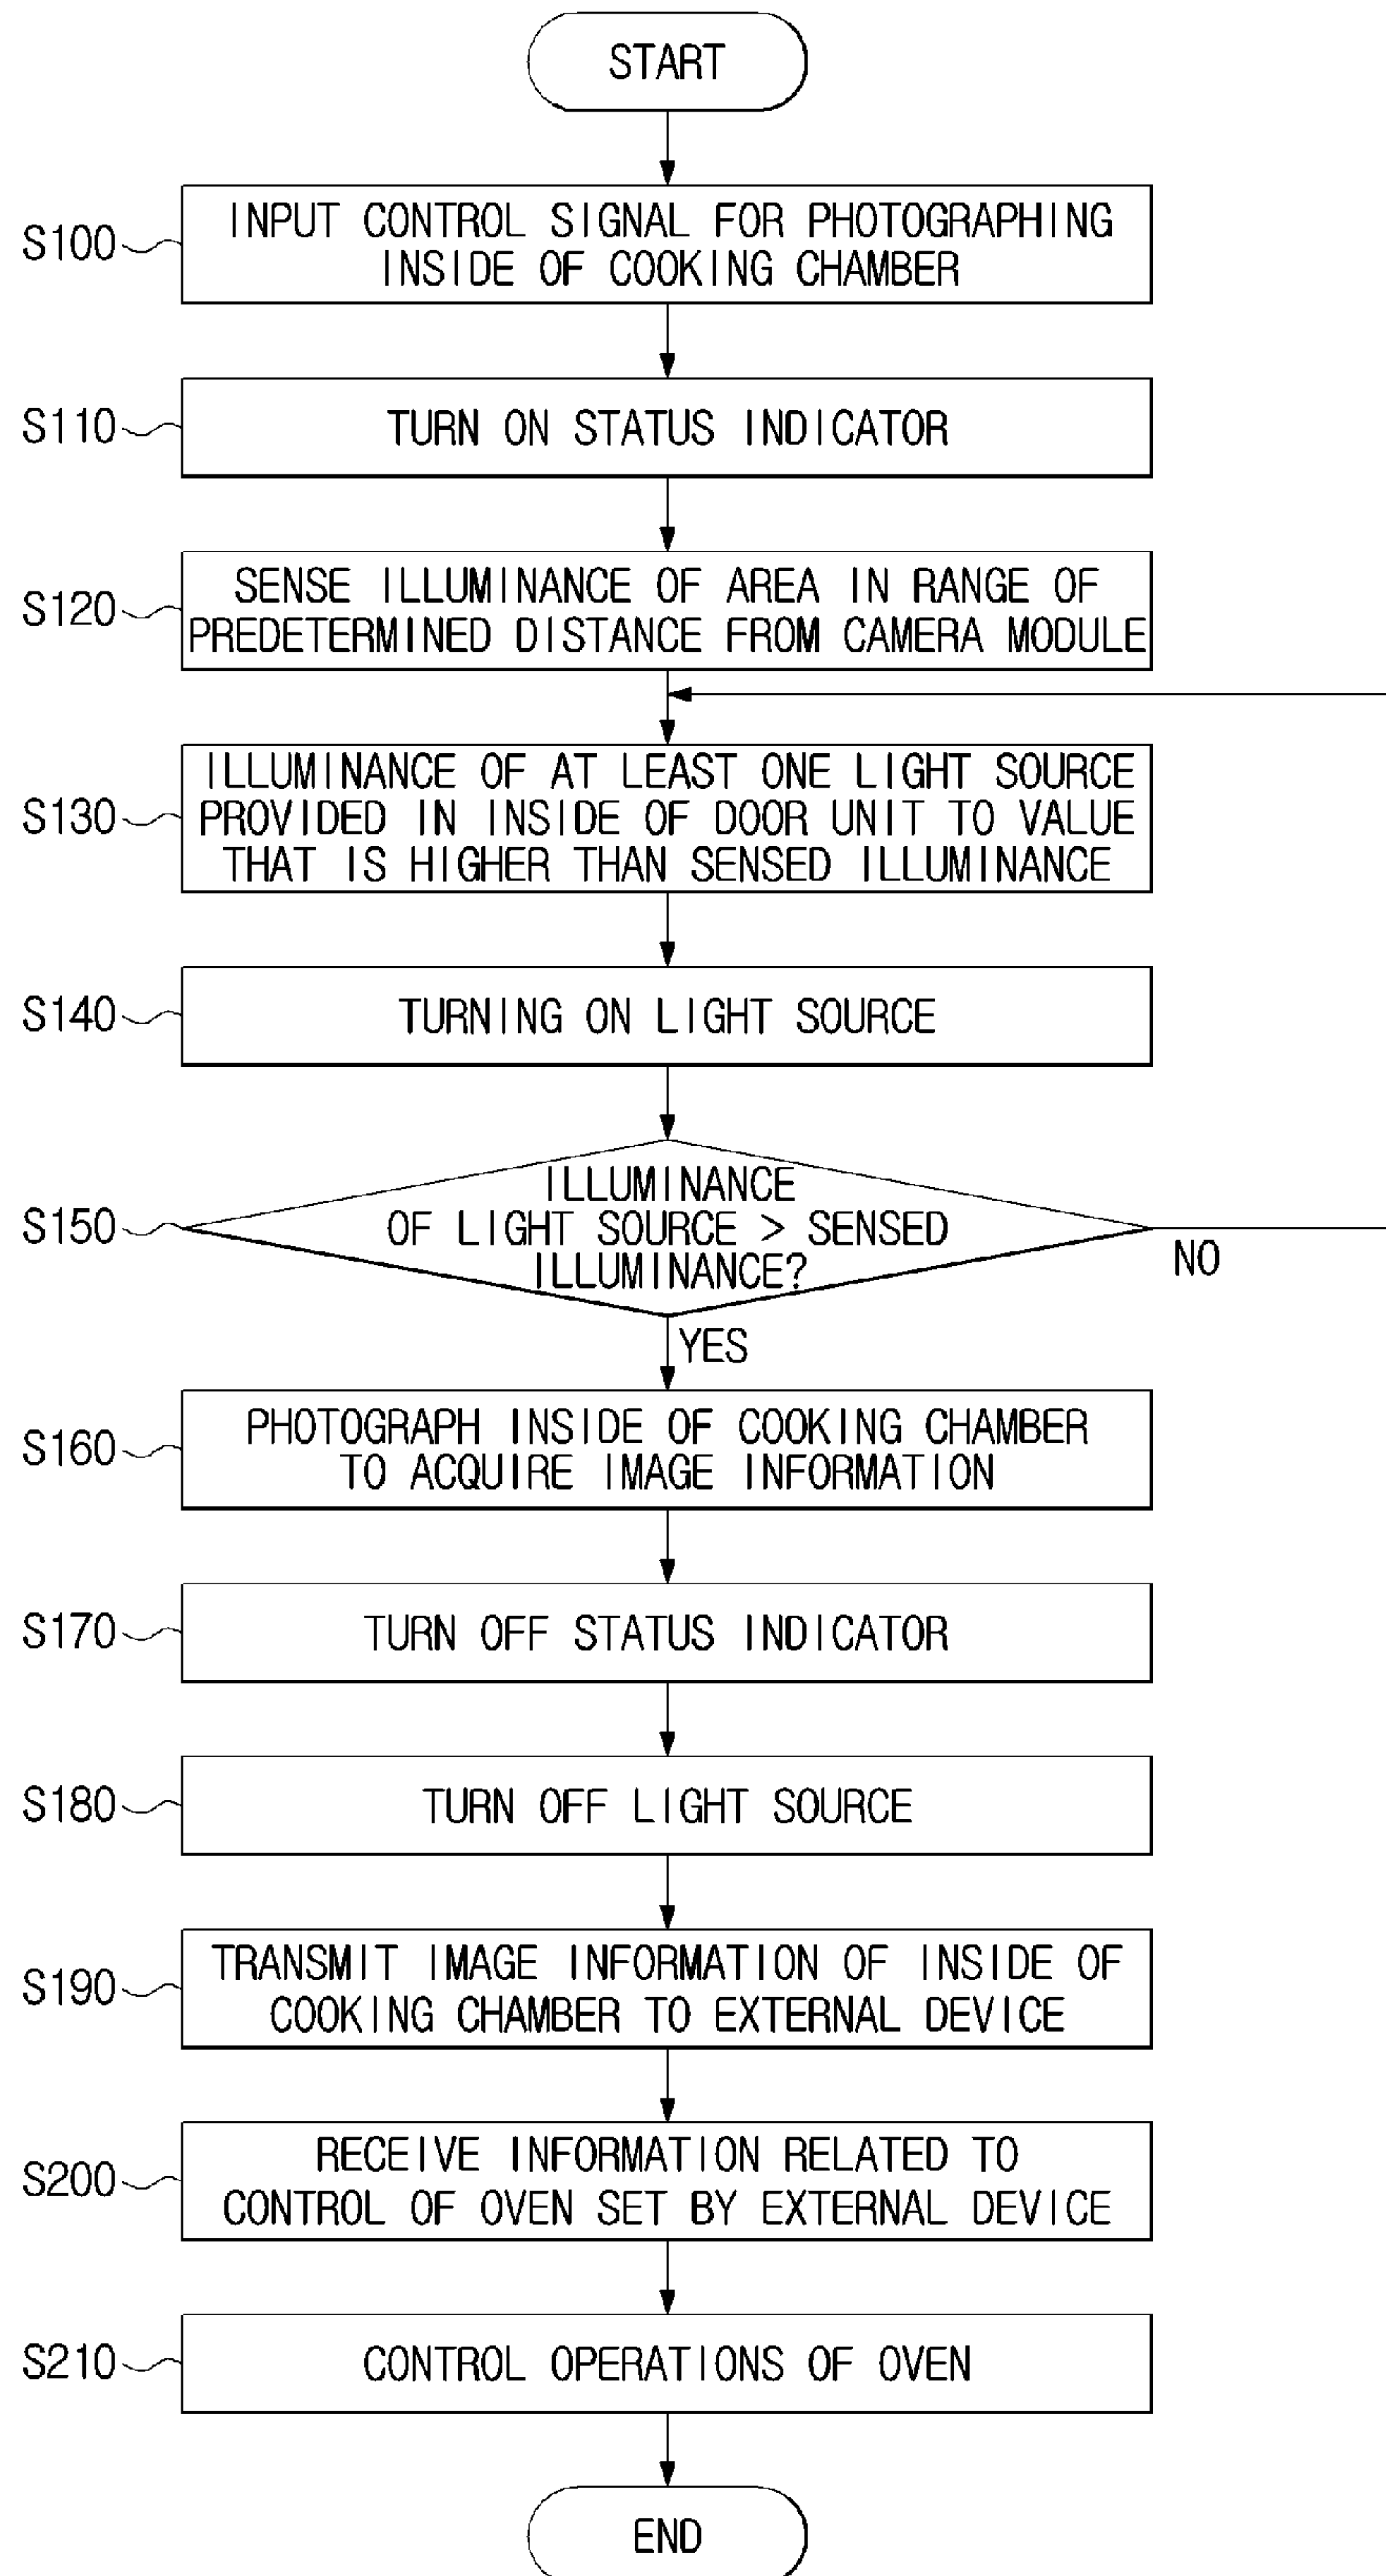 START
S100
INPUT CONTROL SIGNAL FOR PHOTOGRAPHING
INSIDE OF COOKING CHAMBER
S110
TURN ON STATUS INDICATOR
S120
SENSE ILLUMINANCE OF AREA IN RANGE OF
PREDETERMINED DISTANCE FROM CAMERA MODULE
S130
ILLUMINANCE OF AT LEAST ONE LIGHT SOURCE
PROVIDED IN INSIDE OF DOOR UNIT TO VALUE
THAT IS HIGHER THAN SENSED ILLUMINANCE
S140
TURNING ON LIGHT SOURCE
S150
ILLUMINANCE
OF LIGHT SOURCE > SENSED
ILLUMINANCE?
NO
YES
S160
PHOTOGRAPH INSIDE OF COOKING CHAMBER
TO ACQUIRE IMAGE INFORMATION
S170
TURN OFF STATUS INDICATOR
S180
TURN OFF LIGHT SOURCE
S190
TRANSMIT IMAGE INFORMATION OF INSIDE OF
COOKING CHAMBER TO EXTERNAL DEVICE
S200
RECEIVE INFORMATION RELATED TO
CONTROL OF OVEN SET BY EXTERNAL DEVICE
S210
CONTROL OPERATIONS OF OVEN
END